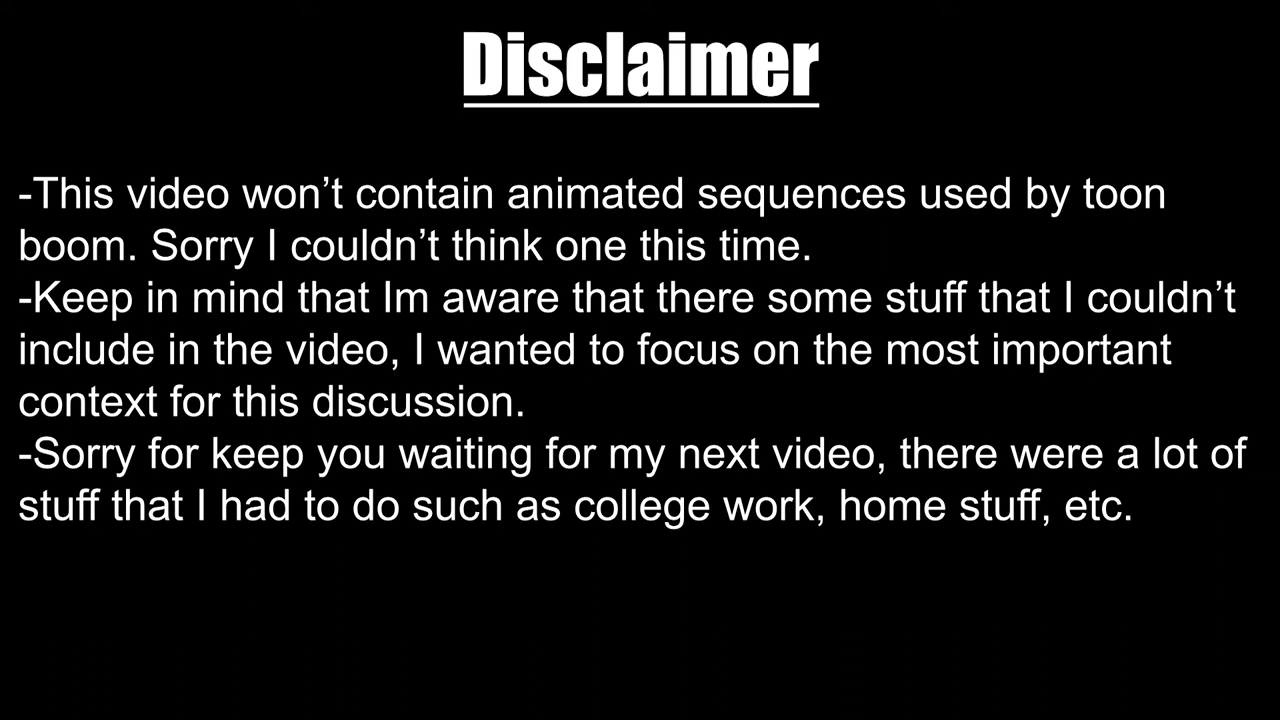 Disclaimer
-This video won’t contain animated sequences used by toon
boom. Sorry I couldn’t think one this time.
-Keep in mind that Im aware that there some stuff that I couldn’t
include in the video, I wanted to focus on the most important
context for this discussion.
-Sorry for keep you waiting for my next video, there were a lot of
stuff that I had to do such as college work, home stuff, etc.